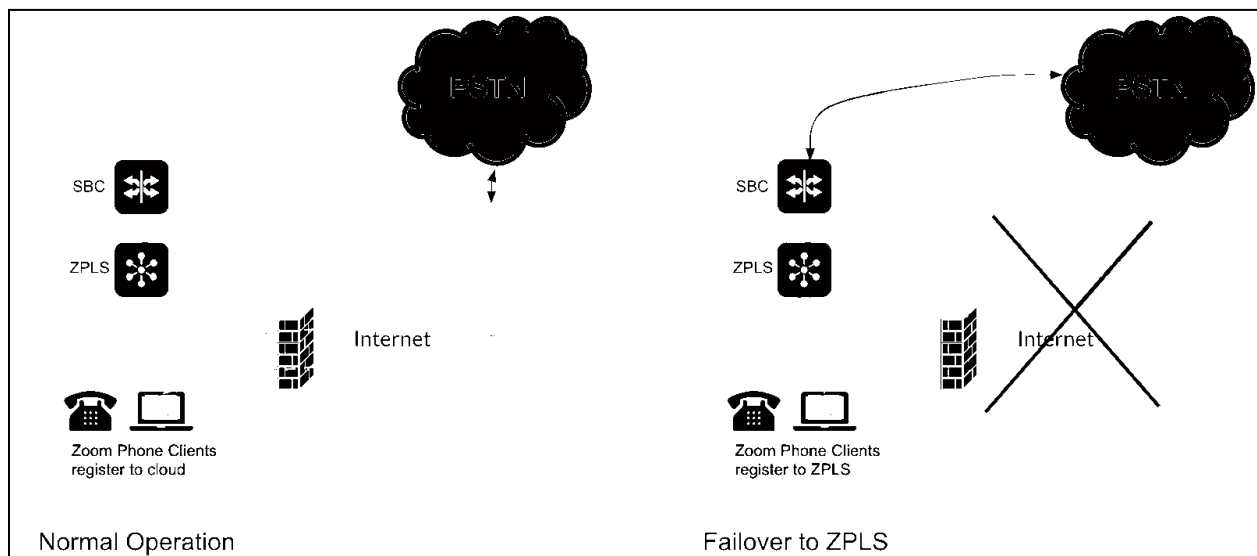 PSTN
SBC
ZPLS
Internet
Zoom Phone Clients
register to cloud
Normal Operation
PSTN
SBC
ZPLS
Internet
Zoom Phone Clients
register to ZPLS
Failover to ZPLS